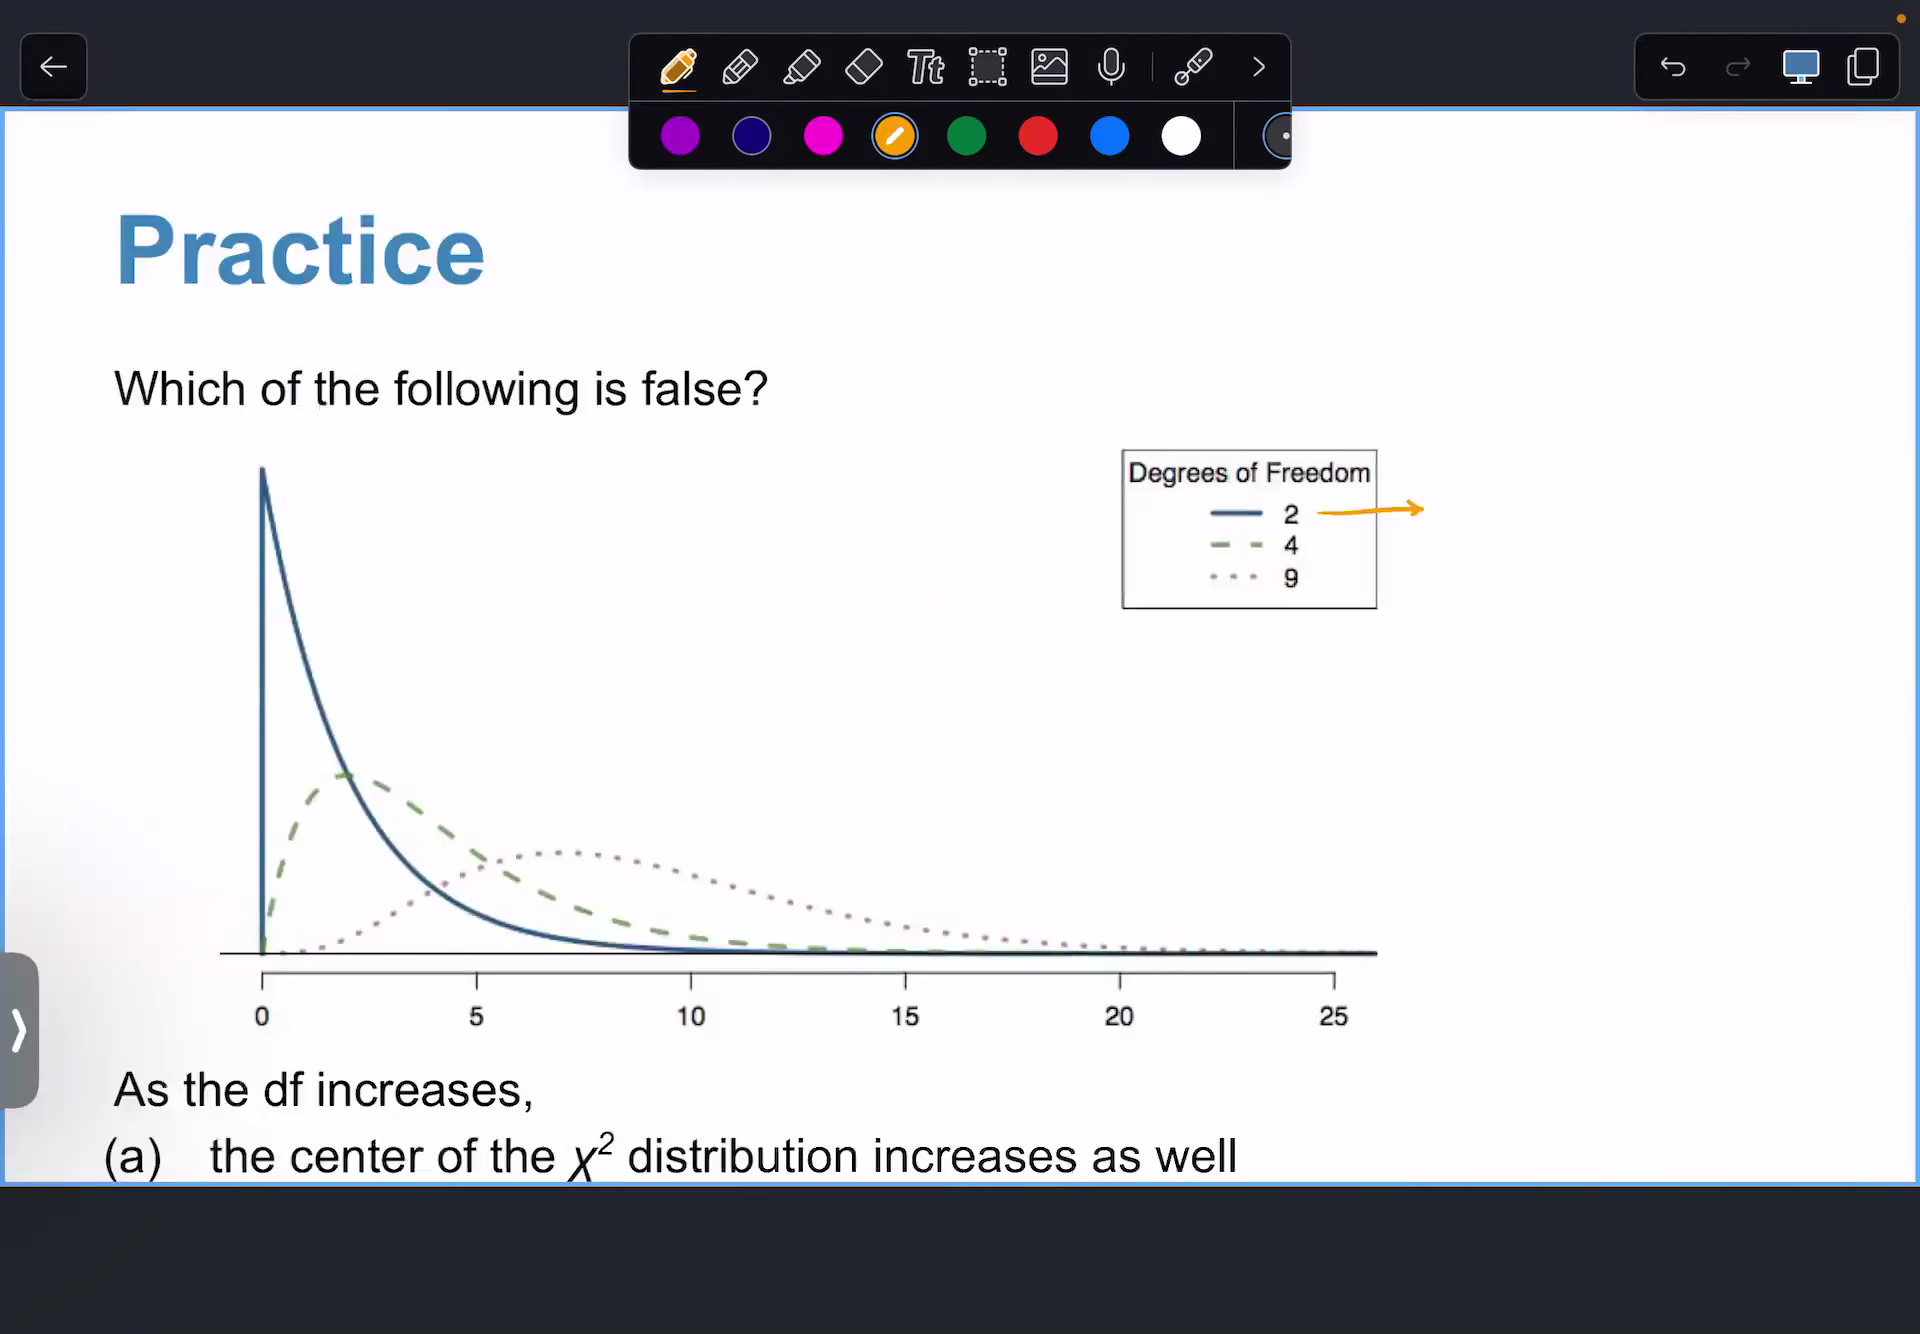 Tt
Practice
Which of the following is false?
Degrees of Freedom
2
4
9
0 5 10 15 20 25
As the df increases,
(a) the center of the χ² distribution increases as well